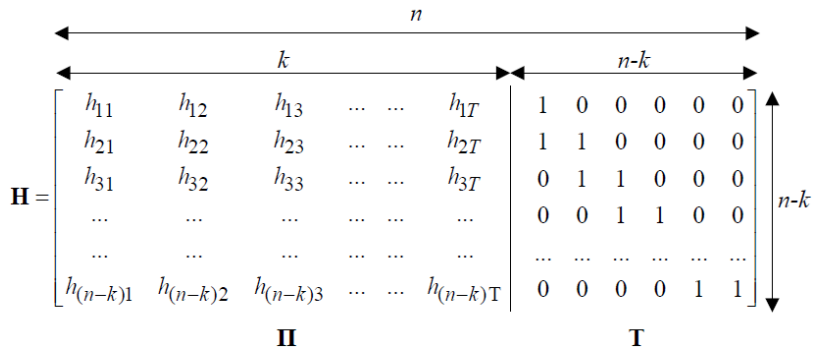 n
k n-k
h11 h12 h13 ... ... h1T 1 0 0 0 0 0
h21 h22 h23 ... ... h2T 1 1 0 0 0 0
h31 h32 h33 ... ... h3T 0 1 1 0 0 0
H = ... ... ... ... ... ... 0 0 1 1 0 0 n-k
... ... ... ... ... ... ... ... ... ... ... ...
h(n−k)1 h(n−k)2 h(n−k)3 ... ... h(n−k)T 0 0 0 0 1 1
Π T